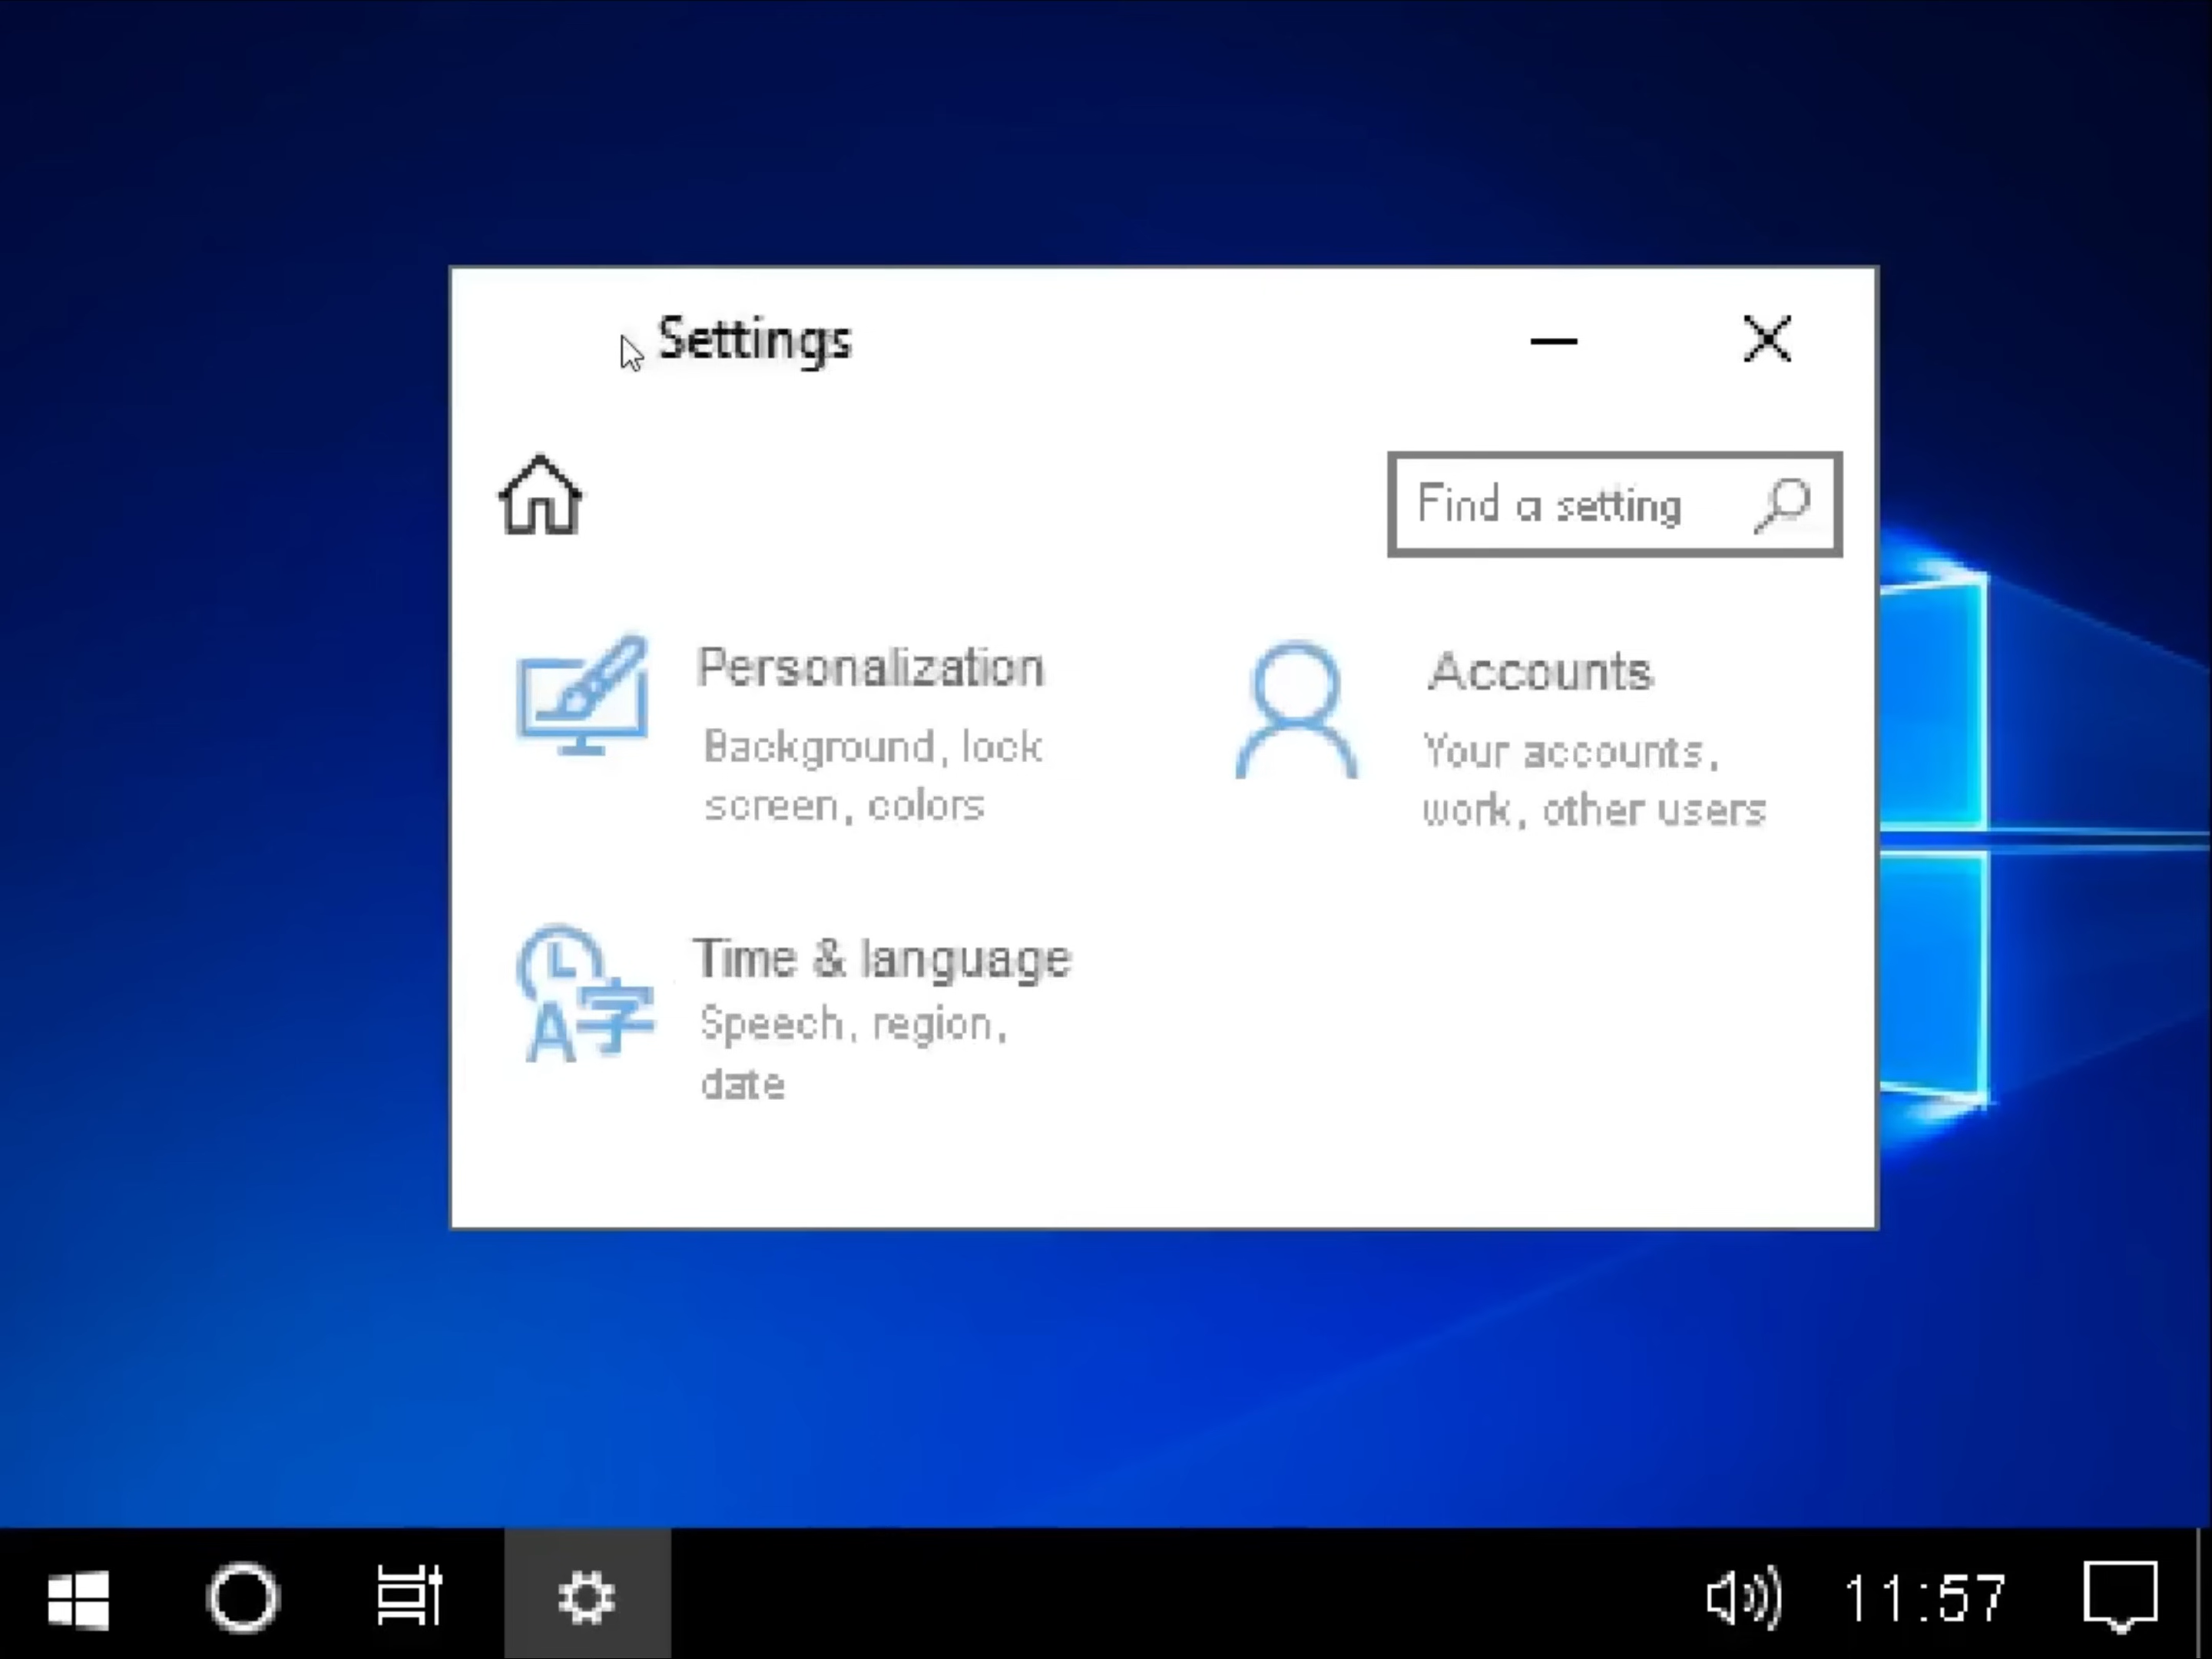 Settings
Find a setting
Personalization
Background, lock
screen, colors
Accounts
Your accounts,
work, other users
Time & language
Speech, region,
date
11:57